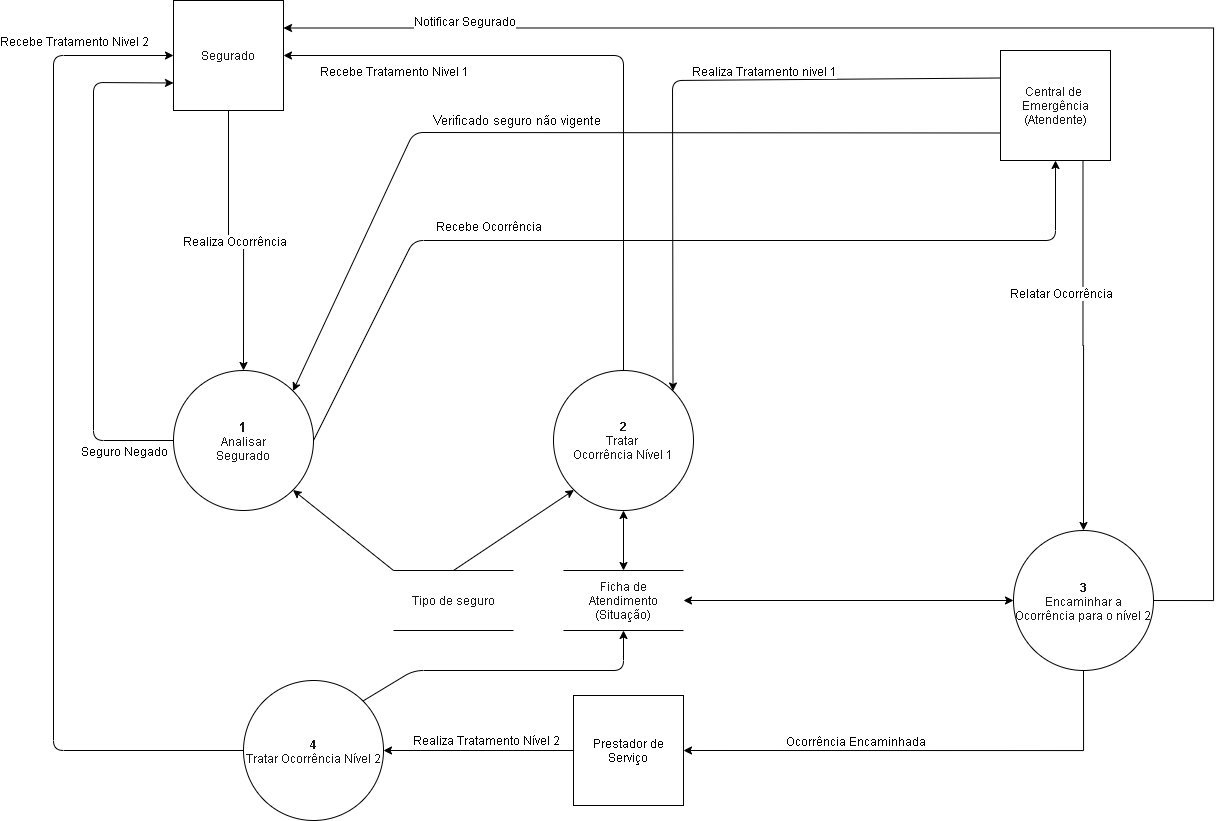 Notificar Segurado
Recebe Tratamento Nivel 2
Segurado
Recebe Tratamento Nivel 1
Realiza Tratamento nivel 1
Central de
Emergência
(Atendente)
Verificado seguro não vigente
Recebe Ocorrência
Realiza Ocorrência
Relatar Ocorrência
1
Analisar
Segurado
2
Tratar
Ocorrência Nível 1
Seguro Negado
Tipo de seguro
Ficha de
Atendimento
(Situação)
3
Encaminhar a
Ocorrência para o nível 2
4
Tratar Ocorrência Nível 2
Realiza Tratamento Nível 2
Prestador de
Serviço
Ocorrência Encaminhada